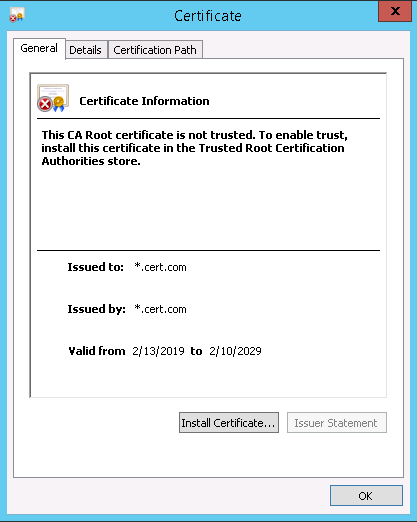 Certificate
General
Details
Certification Path
Certificate Information
This CA Root certificate is not trusted. To enable trust,
install this certificate in the Trusted Root Certification
Authorities store.
Issued to: *.cert.com
Issued by: *.cert.com
Valid from 2/13/2019 to 2/10/2029
Install Certificate...
Issuer Statement
OK